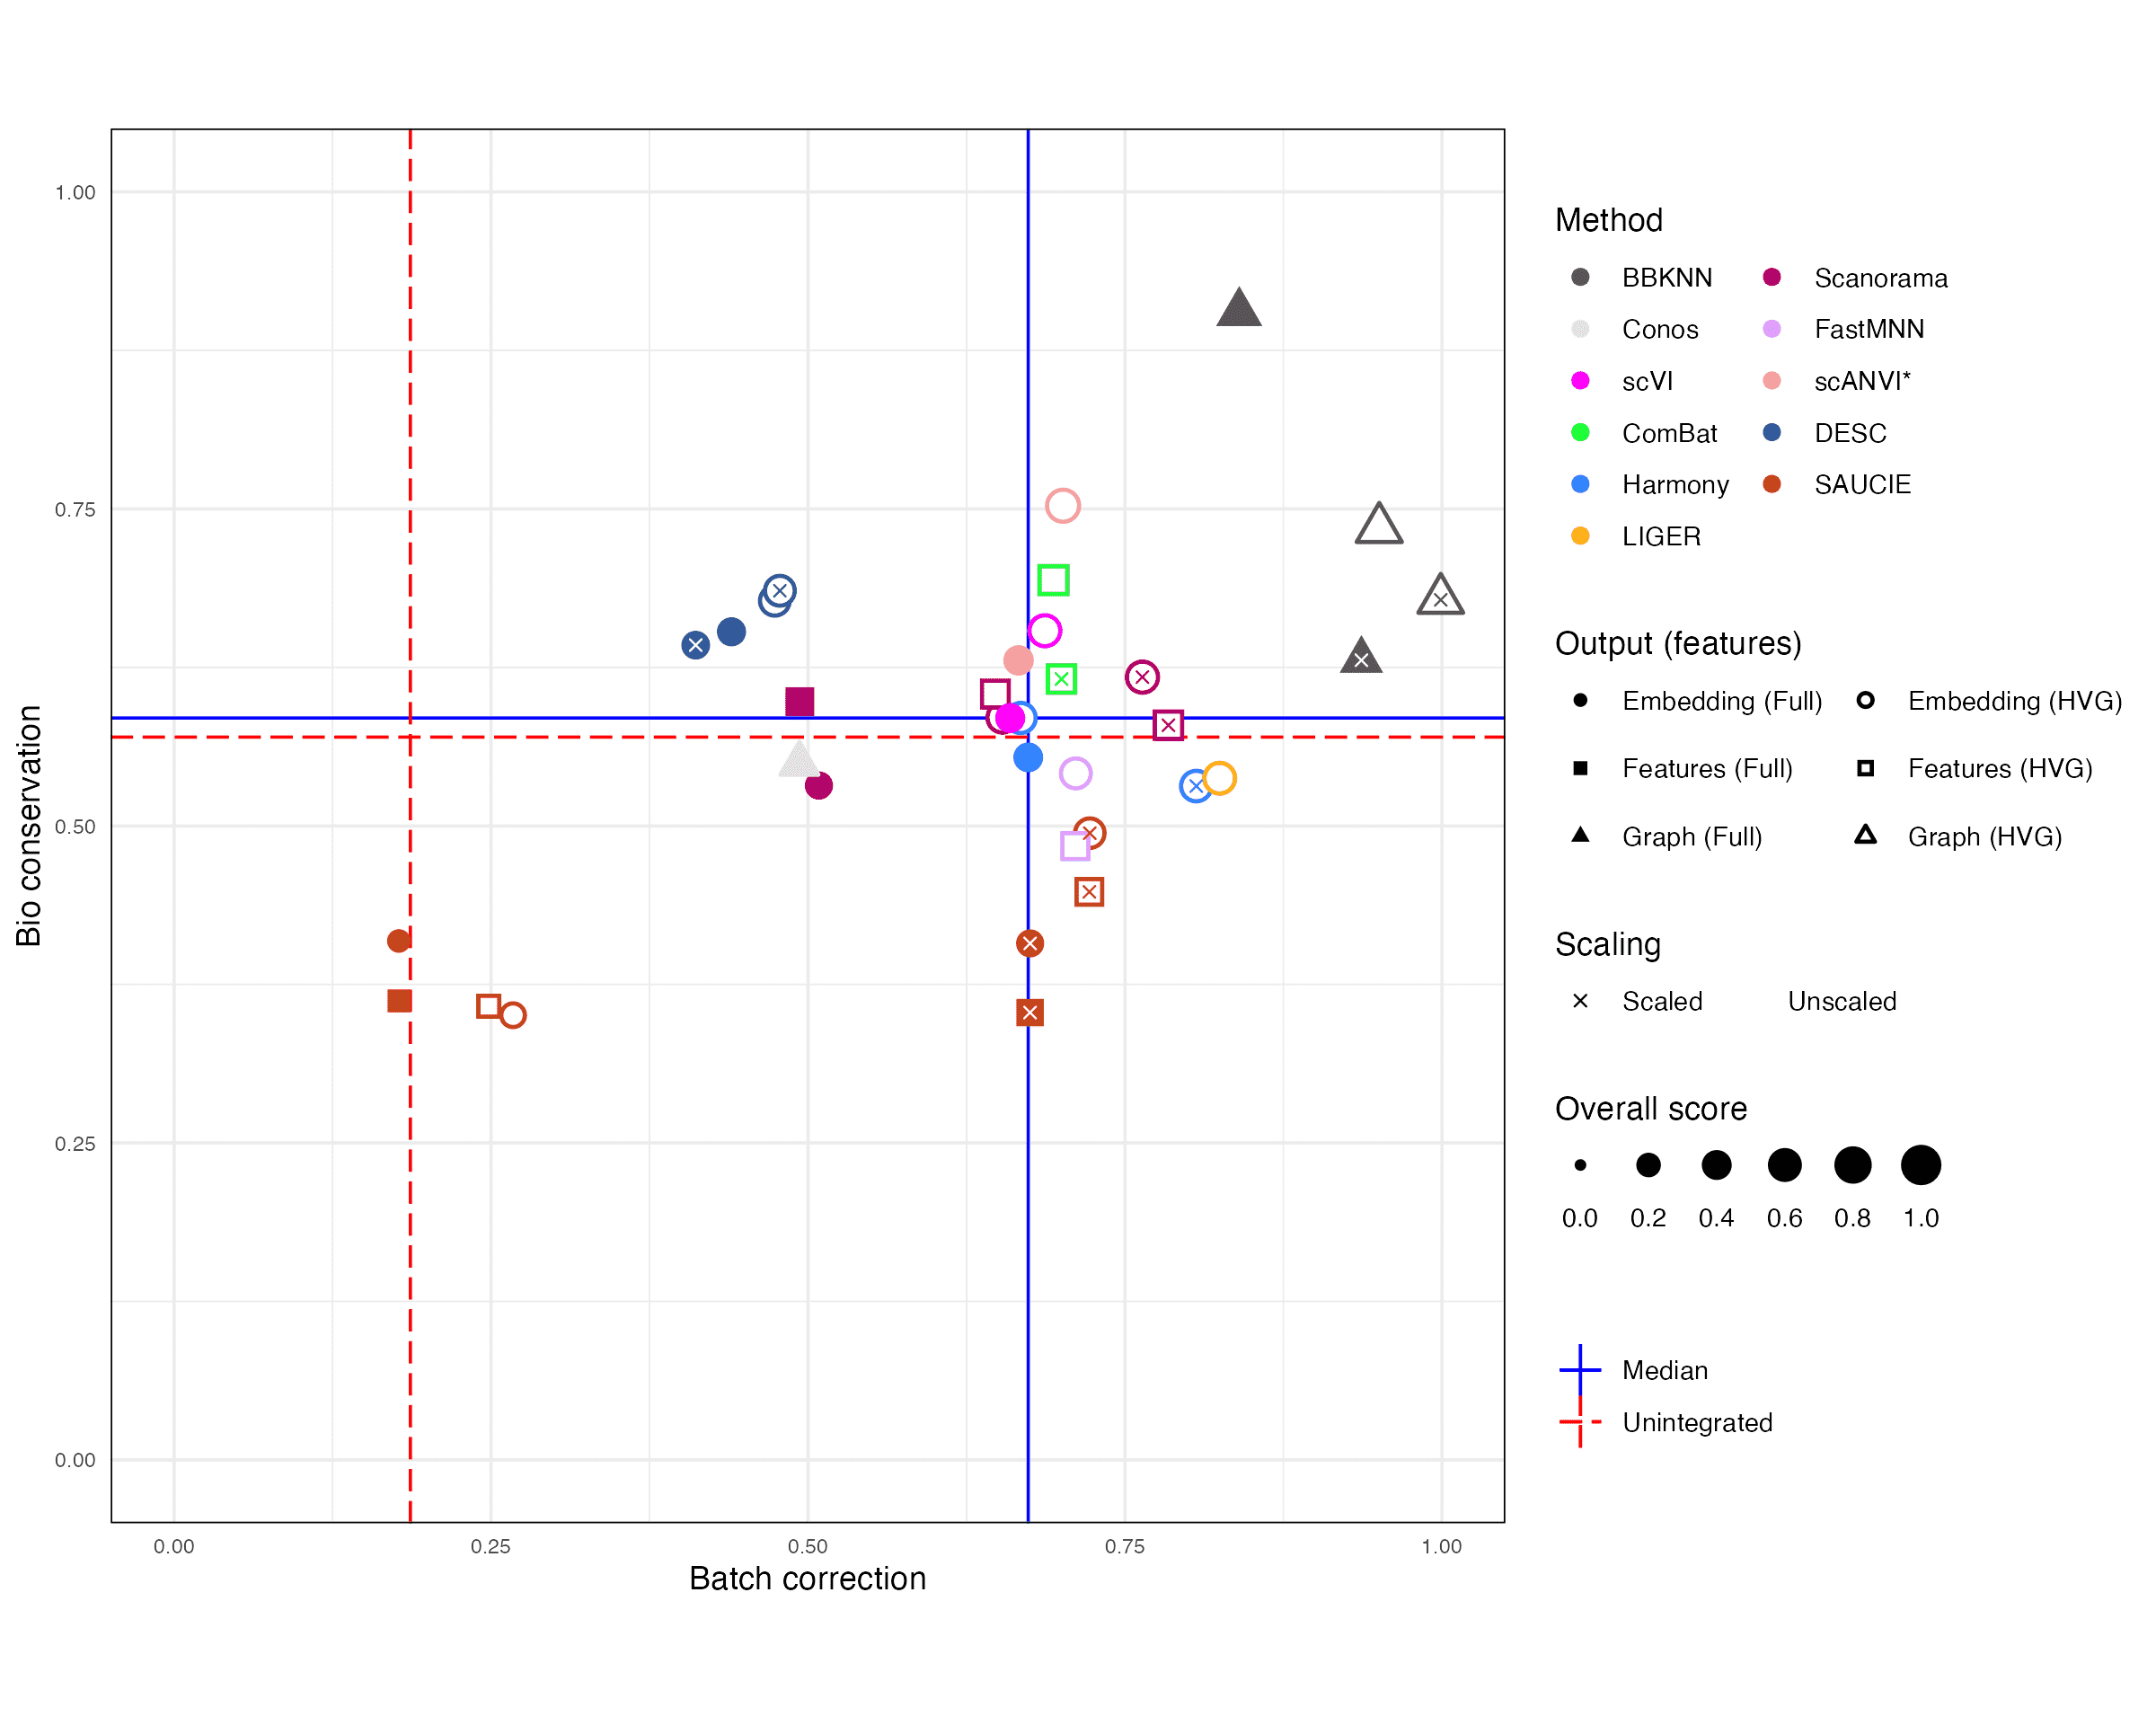 1.00
0.75
0.50
0.25
0.00
Bio conservation
0.00 0.25 0.50 0.75 1.00
Batch correction
Method
BBKNN Scanorama
Conos FastMNN
scVI scANVI*
ComBat DESC
Harmony SAUCIE
LIGER
Output (features)
Embedding (Full) Embedding (HVG)
Features (Full) Features (HVG)
Graph (Full) Graph (HVG)
Scaling
Scaled Unscaled
Overall score
0.0 0.2 0.4 0.6 0.8 1.0
Median
Unintegrated